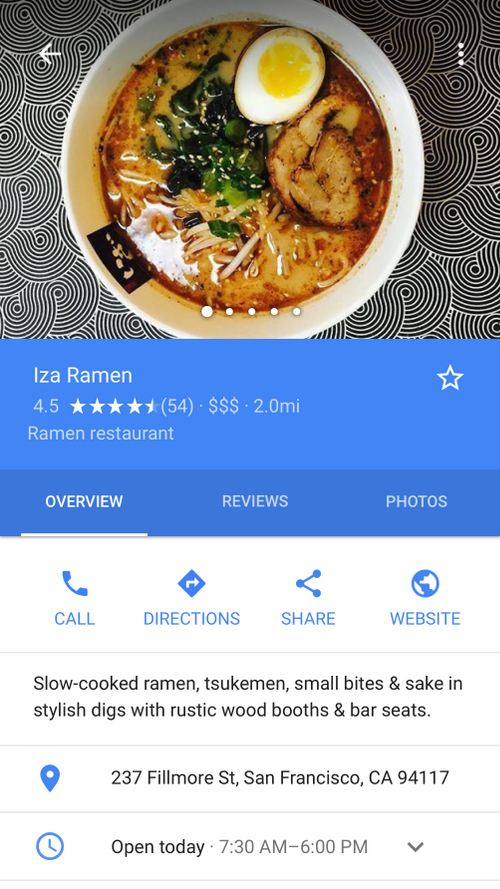 Iza Ramen
4.5 ★★★★★(54) · $$$ · 2.0mi
Ramen restaurant
OVERVIEW REVIEWS PHOTOS
CALL DIRECTIONS SHARE WEBSITE
Slow-cooked ramen, tsukemen, small bites & sake in
stylish digs with rustic wood booths & bar seats.
237 Fillmore St, San Francisco, CA 94117
Open today · 7:30 AM–6:00 PM